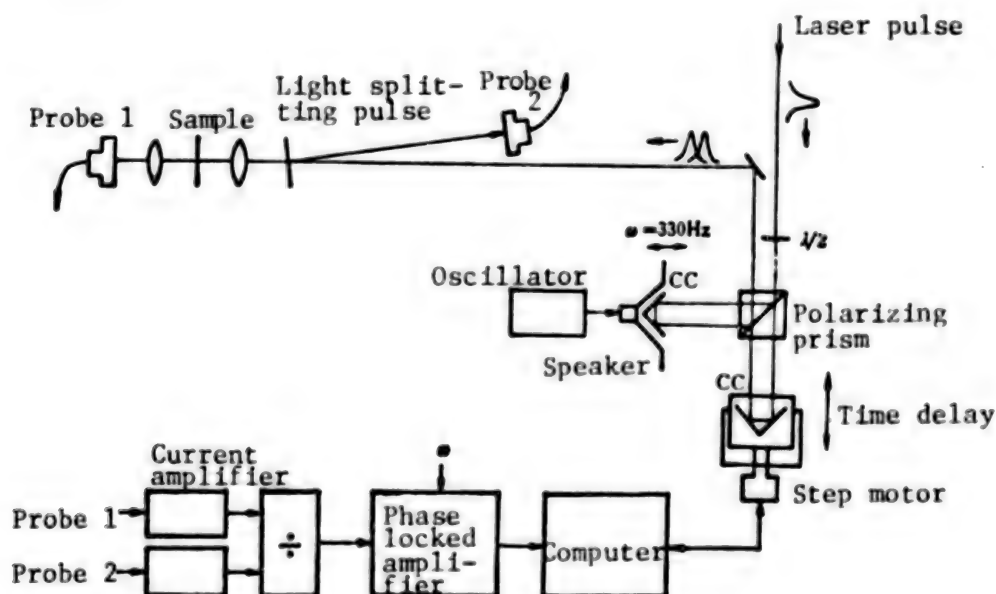 Laser pulse
Light split-
ting pulse
Probe
2
Probe 1
Sample
ω=330Hz
λ/2
CC
Oscillator
Polarizing
prism
Speaker
CC
Time delay
Current
amplifier
ω
Step motor
Probe 1
÷
Phase
locked
ampli-
fier
Computer
Probe 2